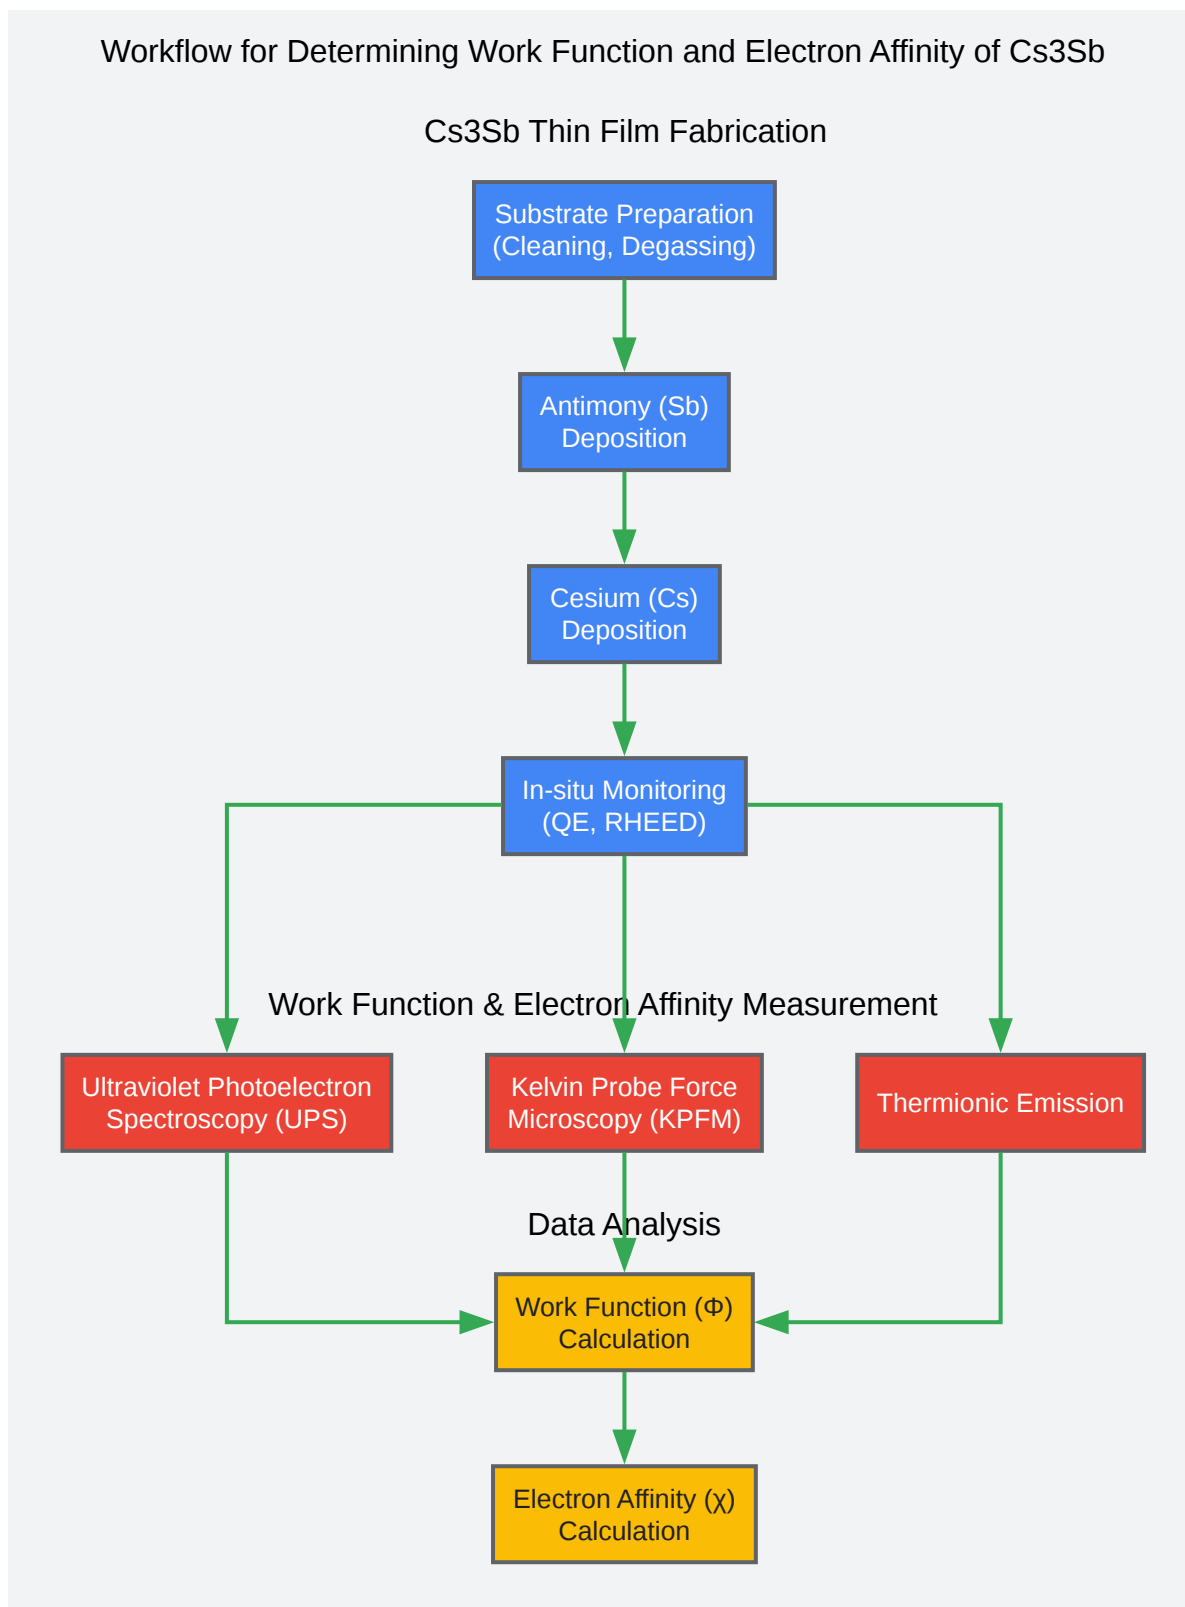 Workflow for Determining Work Function and Electron Affinity of Cs3Sb
Cs3Sb Thin Film Fabrication
Substrate Preparation
(Cleaning, Degassing)
Antimony (Sb)
Deposition
Cesium (Cs)
Deposition
In-situ Monitoring
(QE, RHEED)
Work Function & Electron Affinity Measurement
Ultraviolet Photoelectron
Spectroscopy (UPS)
Kelvin Probe Force
Microscopy (KPFM)
Thermionic Emission
Data Analysis
Work Function (Φ)
Calculation
Electron Affinity (χ)
Calculation